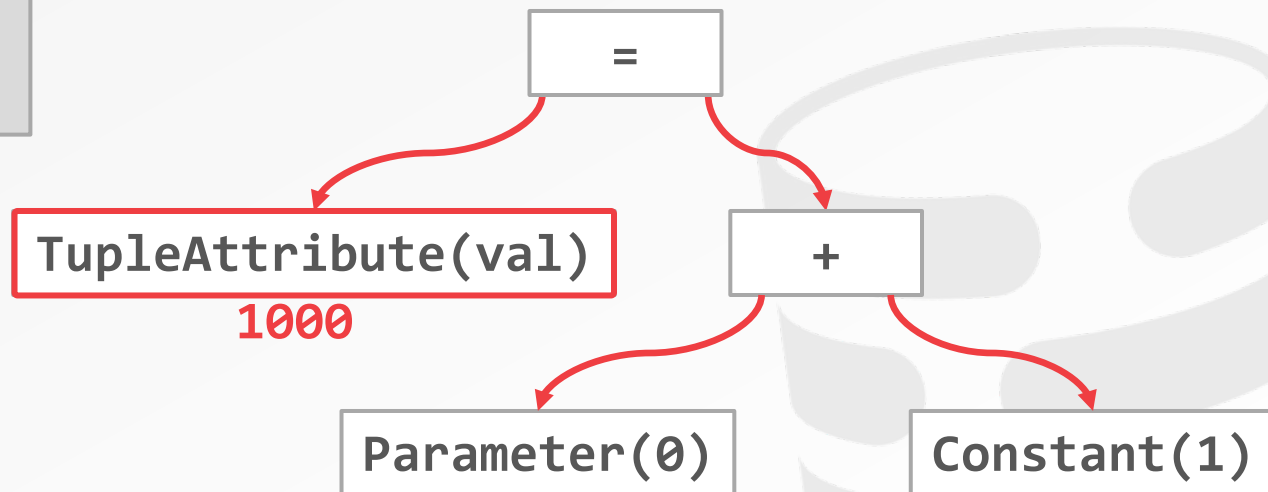 =
TupleAttribute(val)
+
1000
Parameter(0)
Constant(1)